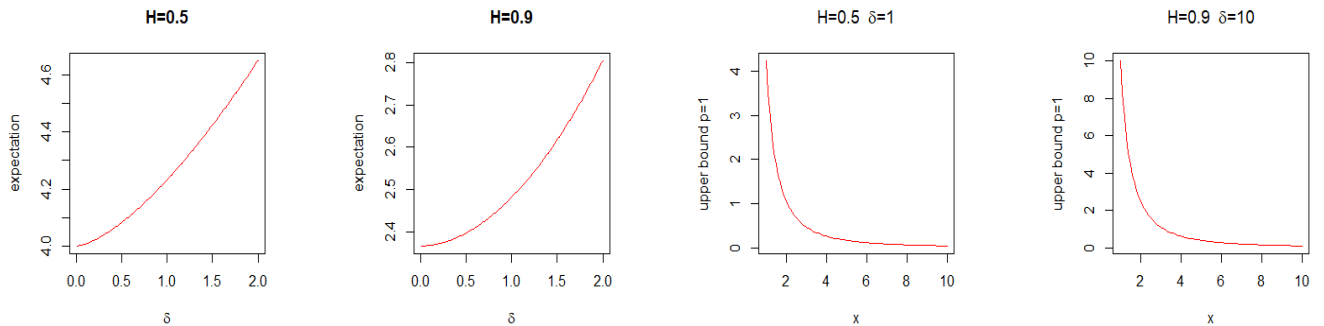 H=0.5
expectation
4.0
4.2
4.4
4.6
0.0 0.5 1.0 1.5 2.0
δ
H=0.9
expectation
2.4
2.5
2.6
2.7
2.8
0.0 0.5 1.0 1.5 2.0
δ
H=0.5 δ=1
upper bound p=1
0
1
2
3
4
2 4 6 8 10
x
H=0.9 δ=10
upper bound p=1
0
2
4
6
8
10
2 4 6 8 10
x